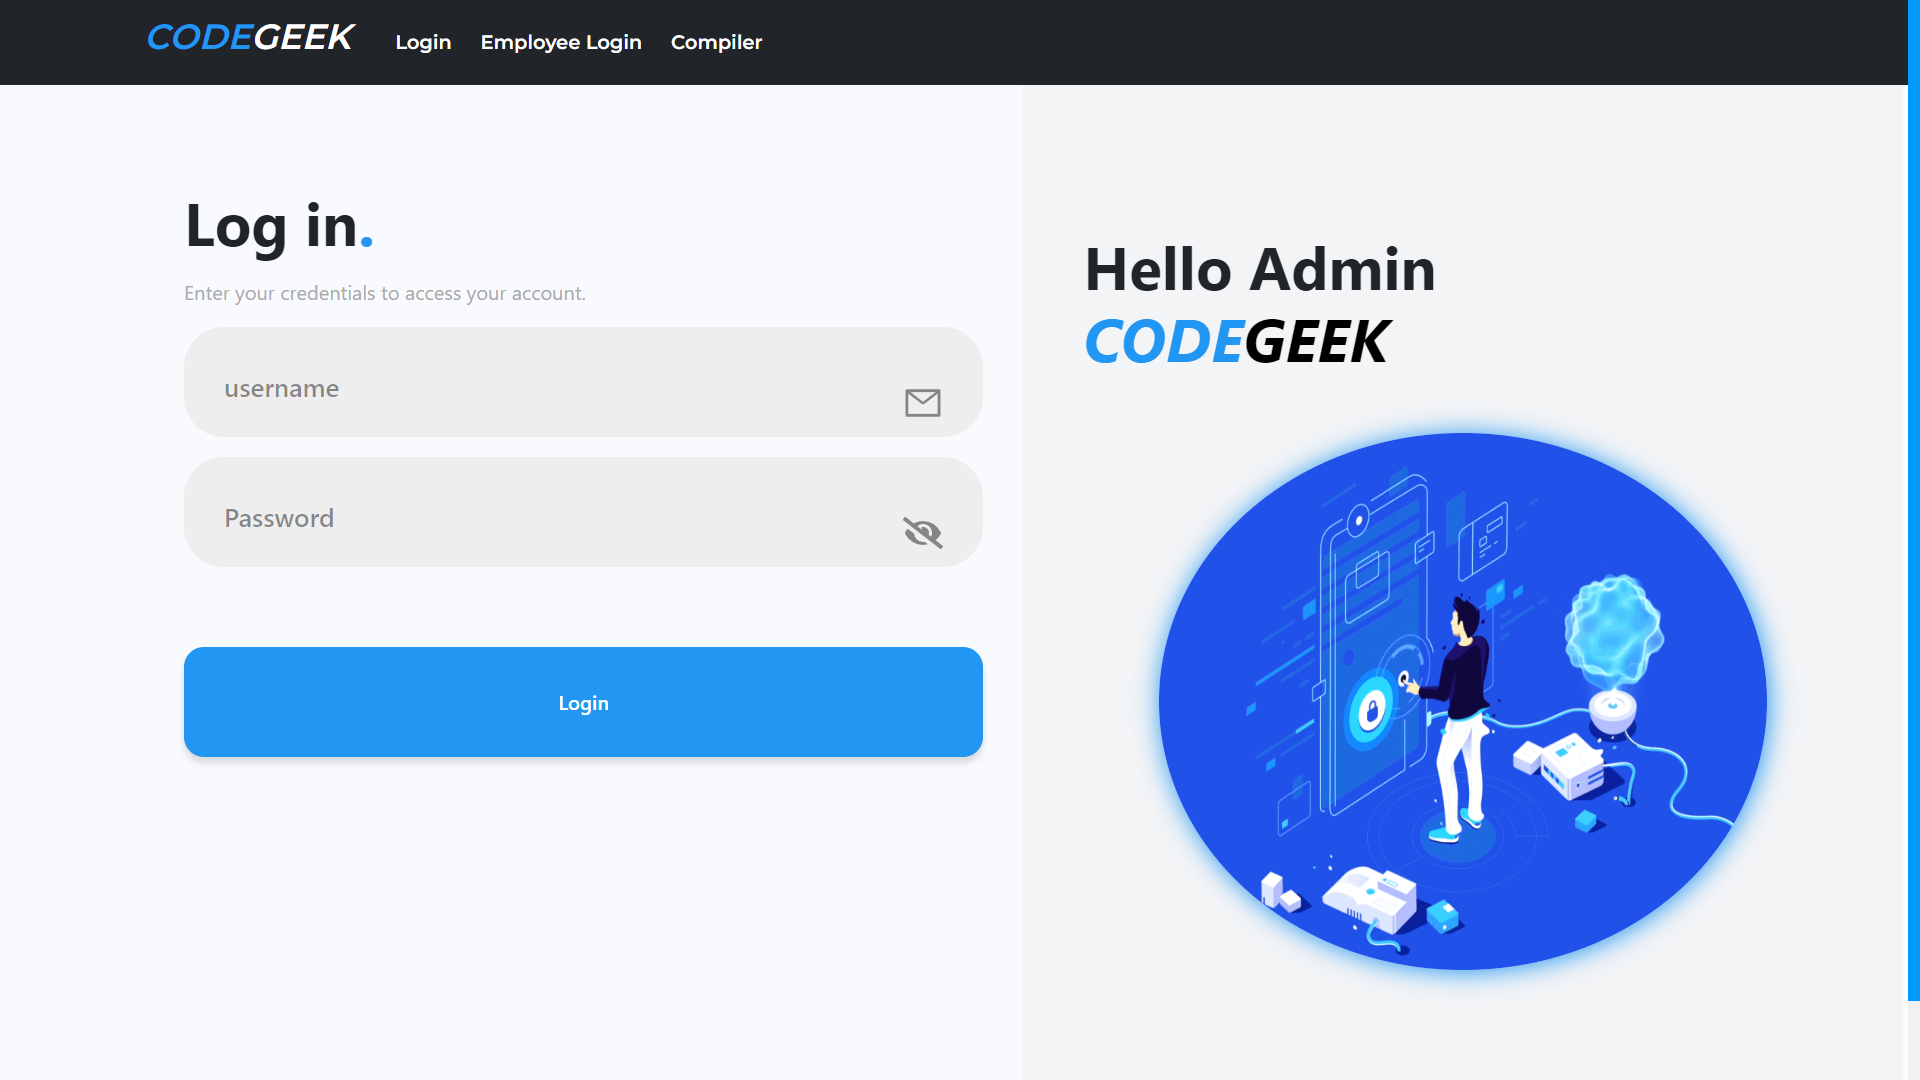 CODEGEEK Login Employee Login Compiler
Log in.
Enter your credentials to access your account.
username
Password
Login
Hello Admin
CODEGEEK